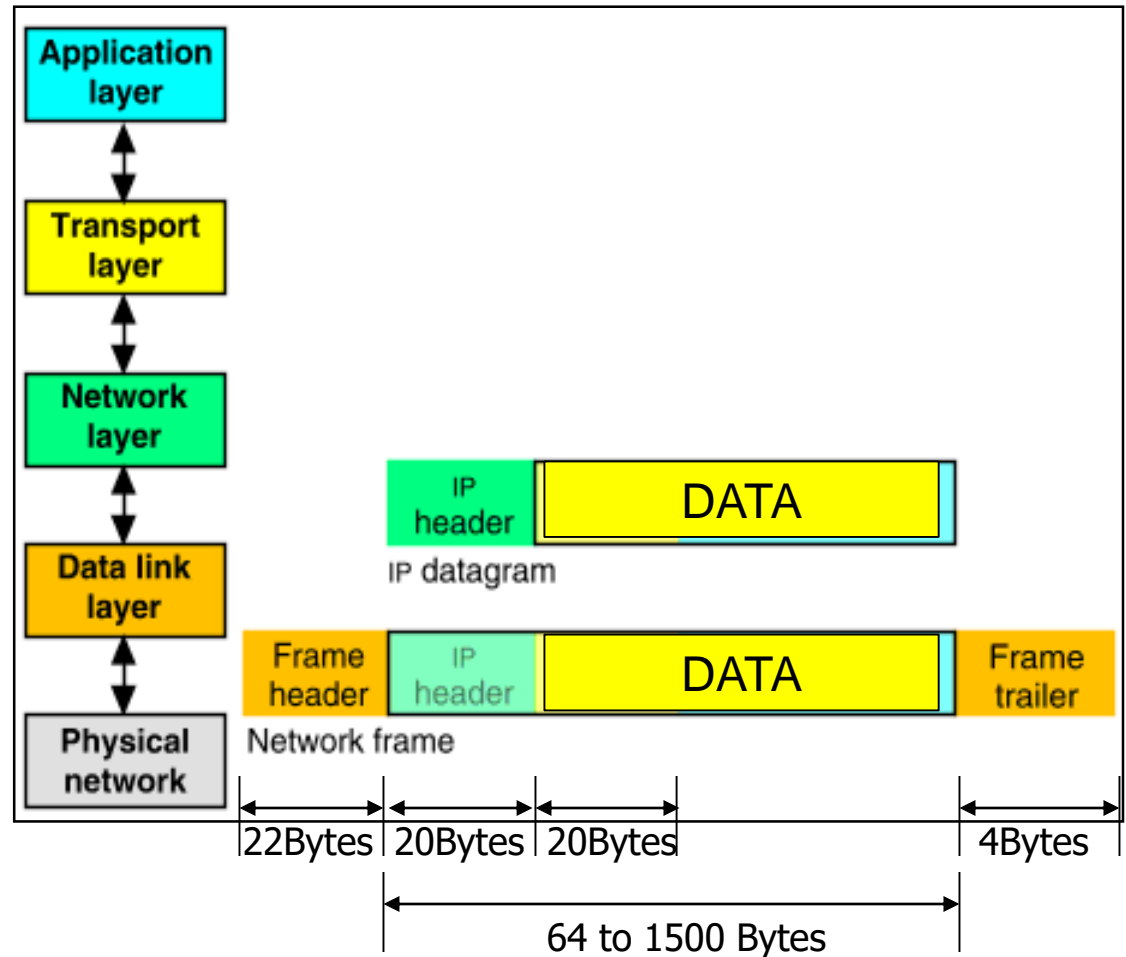 Application
layer
Transport
layer
Network
layer
IP
header
DATA
IP datagram
Data link
layer
Frame
header
IP
header
DATA
Frame
trailer
Network frame
Physical
network
22Bytes
20Bytes
20Bytes
4Bytes
64 to 1500 Bytes